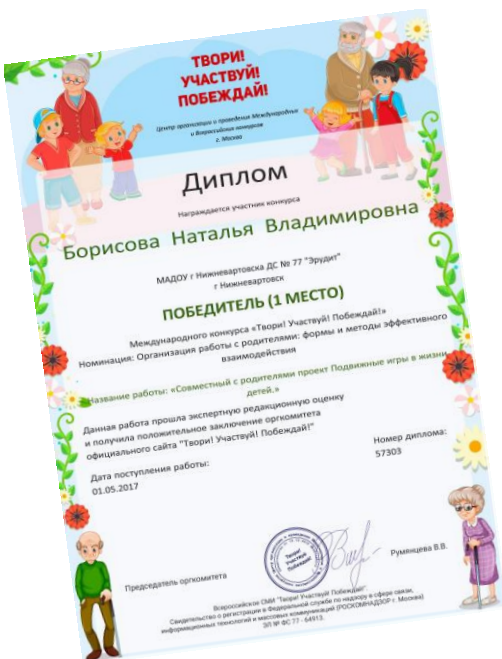 ТВОРИ!
УЧАСТВУЙ!
ПОБЕЖДАЙ!
Центр организации и проведения Международных
и Всероссийских конкурсов
г. Москва
Диплом
Награждается участник конкурса
Борисова Наталья Владимировна
МАДОУ г Нижневартовска ДС № 77 "Эрудит"
г Нижневартовск
ПОБЕДИТЕЛЬ (1 МЕСТО)
Международного конкурса «Твори! Участвуй! Побеждай!»
Номинация: Организация работы с родителями: формы и методы эффективного
взаимодействия
Название работы: «Совместный с родителями проект Подвижные игры в жизни
детей.»
Данная работа прошла экспертную редакционную оценку
и получила положительное заключение оргкомитета
официального сайта "Твори! Участвуй! Побеждай!"
Дата поступления работы:
01.05.2017
Номер диплома:
57303
Председатель оргкомитета
Твори!
Участвуй!
Побеждай!
Румянцева В.В.
Всероссийское СМИ "Твори! Участвуй! Побеждай!"
Свидетельство о регистрации в Федеральной службе по надзору в сфере связи,
информационных технологий и массовых коммуникаций (РОСКОМНАДЗОР г. Москва)
ЭЛ № ФС 77 - 64913.